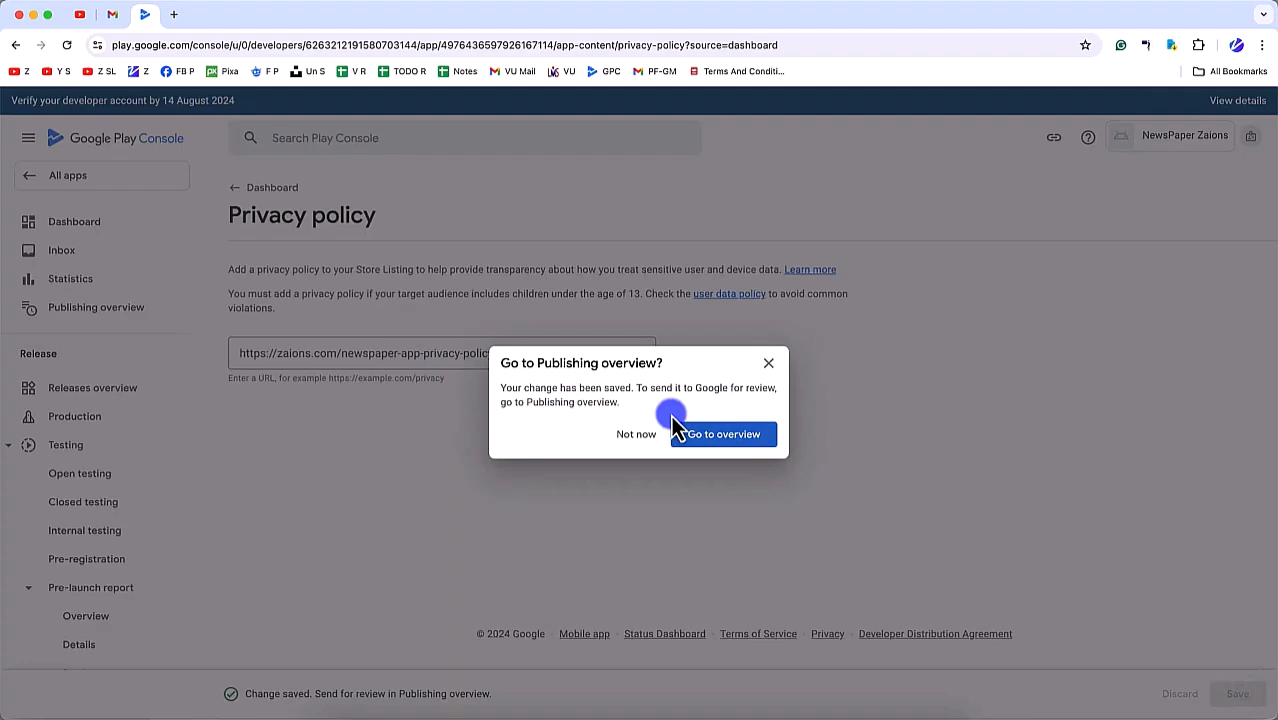 play.google.com/console/u/0/developers/6263212191580703144/app/4976436597926167114/app-content/privacy-policy?source=dashboard
Z
Y S
Z SL
Z
FB P
Pixa
F P
Un S
V R
TODO R
Notes
VU Mail
VU
GPC
PF-GM
Terms And Conditi...
All Bookmarks
Verify your developer account by 14 August 2024
View details
Google Play Console
Search Play Console
NewsPaper Zaions
All apps
Dashboard
Inbox
Statistics
Publishing overview
Release
Releases overview
Production
Testing
Open testing
Closed testing
Internal testing
Pre-registration
Pre-launch report
Overview
Details
Dashboard
Privacy policy
Add a privacy policy to your Store Listing to help provide transparency about how you treat sensitive user and device data. Learn more
You must add a privacy policy if your target audience includes children under the age of 13. Check the user data policy to avoid common
violations.
https://zaions.com/newspaper-app-privacy-polic
Enter a URL, for example https://example.com/privacy
Go to Publishing overview?
Your change has been saved. To send it to Google for review,
go to Publishing overview.
Not now
Go to overview
© 2024 Google · Mobile app · Status Dashboard · Terms of Service · Privacy · Developer Distribution Agreement
Change saved. Send for review in Publishing overview.
Discard
Save